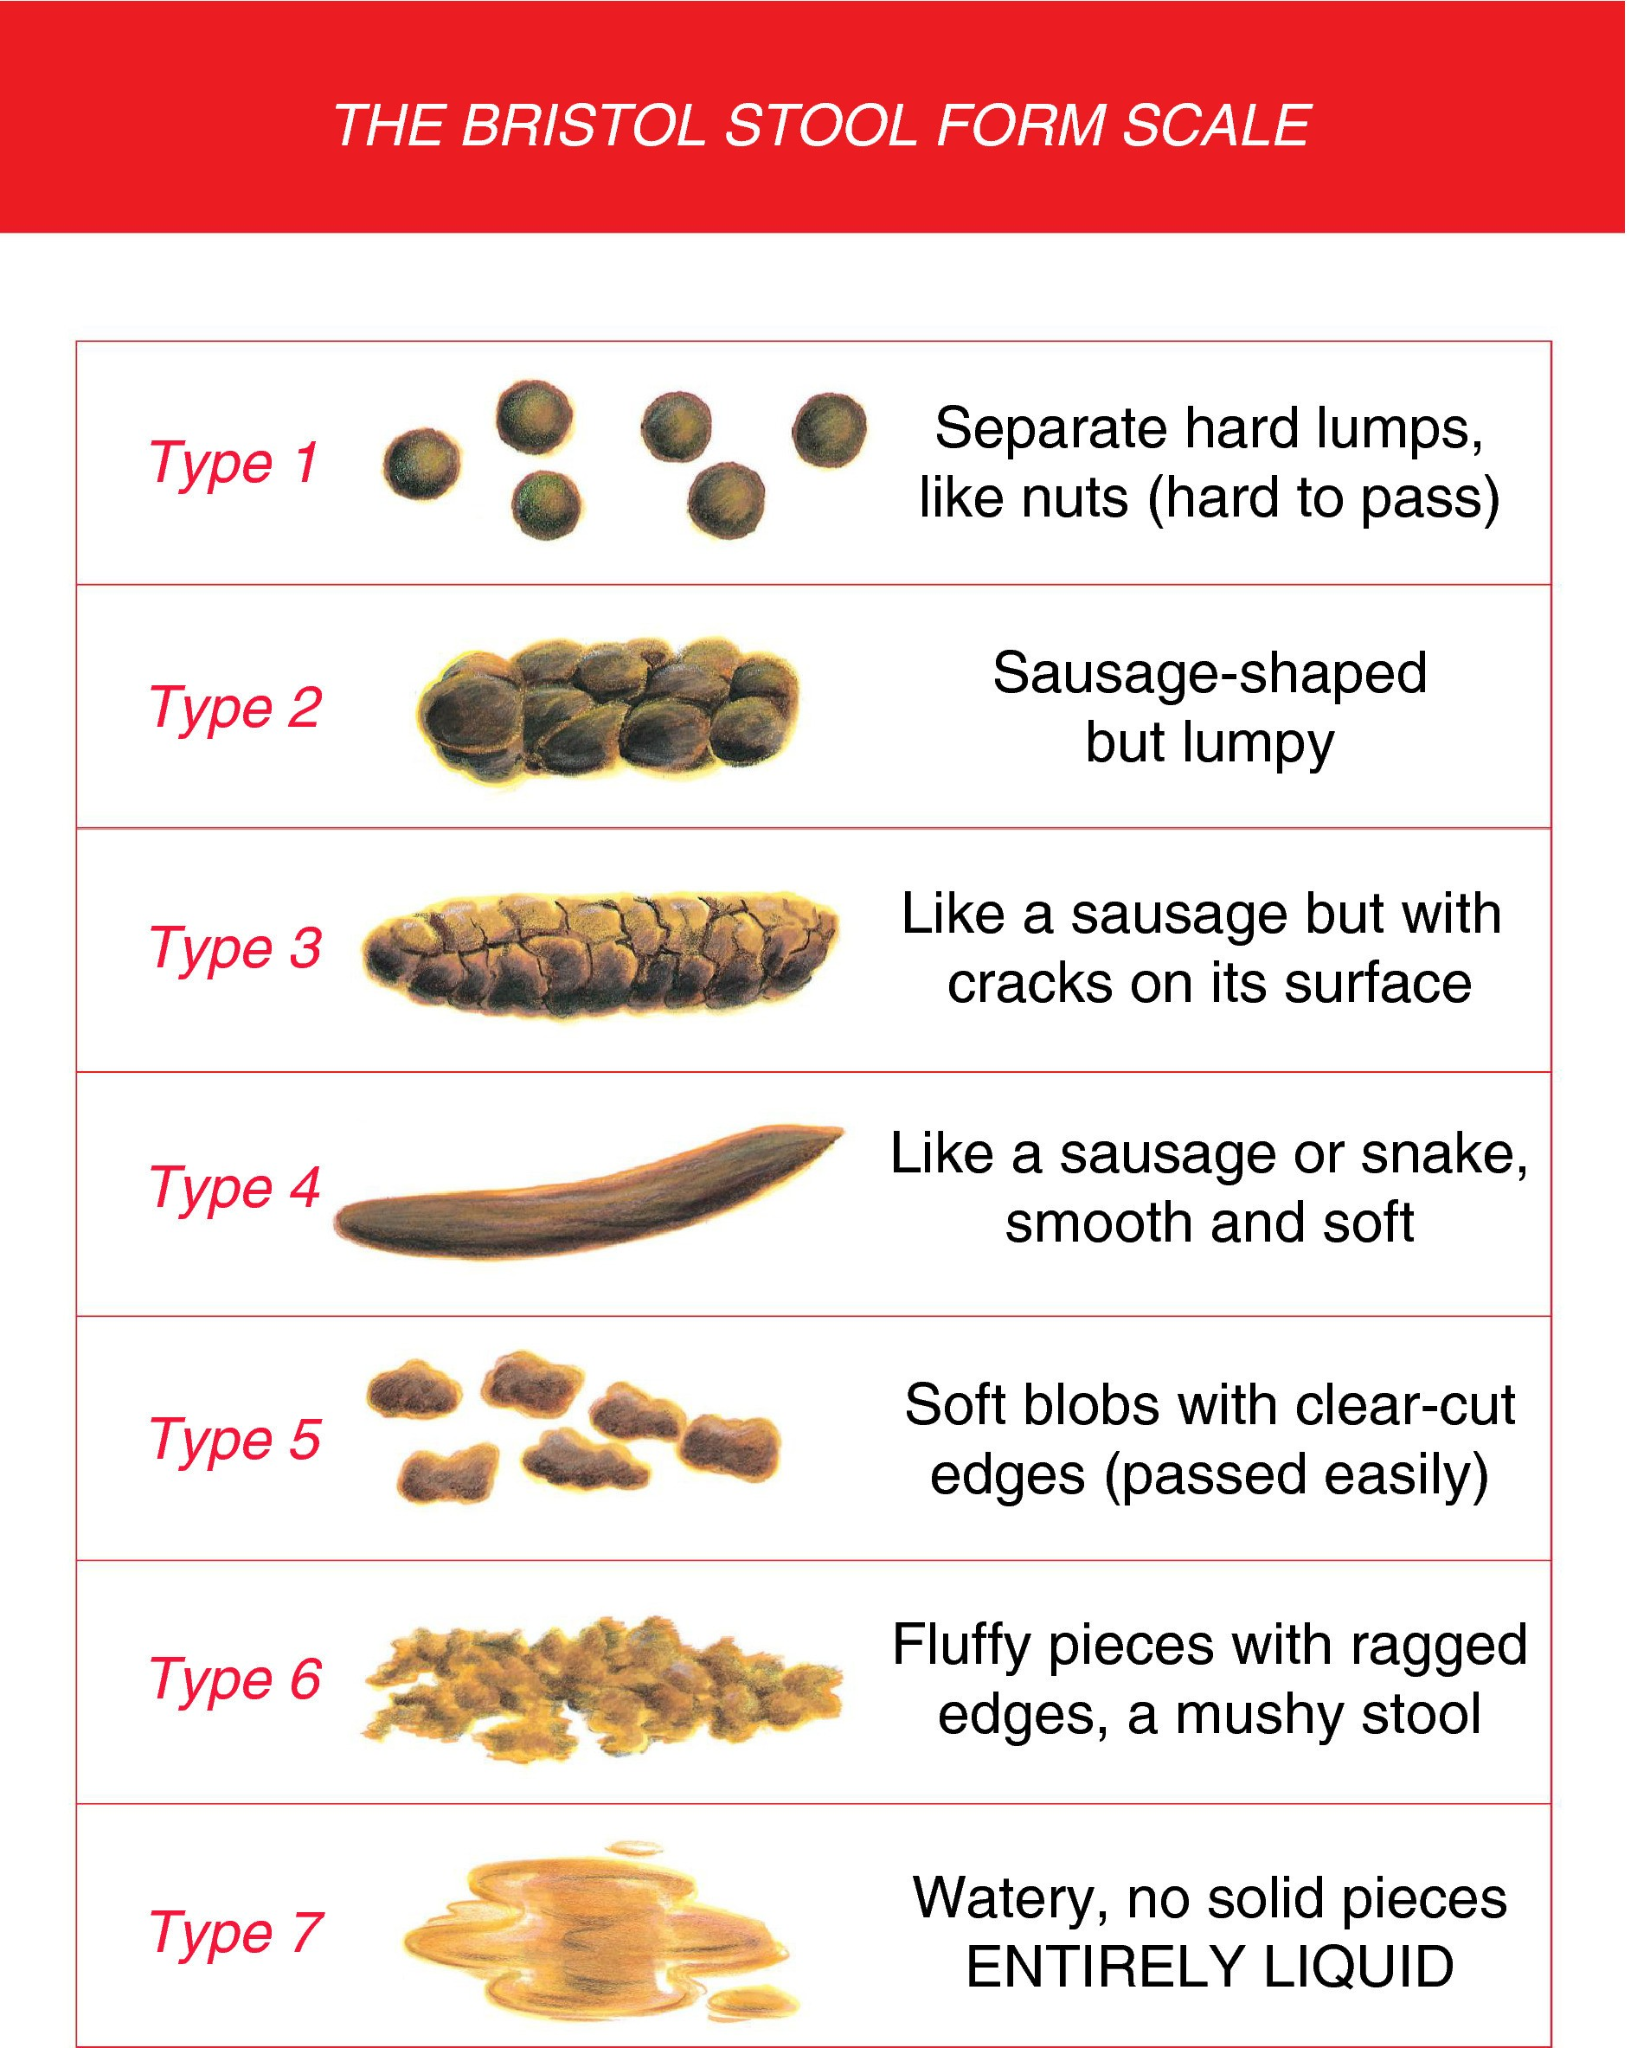 THE BRISTOL STOOL FORM SCALE
Type 1
Separate hard lumps,
like nuts (hard to pass)
Type 2
Sausage-shaped
but lumpy
Type 3
Like a sausage but with
cracks on its surface
Type 4
Like a sausage or snake,
smooth and soft
Type 5
Soft blobs with clear-cut
edges (passed easily)
Type 6
Fluffy pieces with ragged
edges, a mushy stool
Type 7
Watery, no solid pieces
ENTIRELY LIQUID